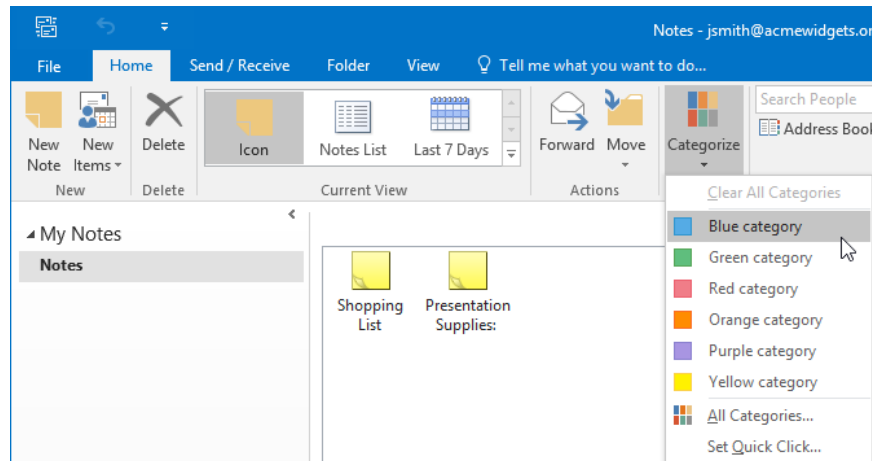 Notes - jsmith@acmewidgets.or
File Home Send / Receive Folder View Tell me what you want to do...
New Note
New Items
Delete
Icon
Notes List
Last 7 Days
Forward
Move
Categorize
Search People
Address Book
New Delete Current View Actions
Clear All Categories
My Notes
Notes
Blue category
Green category
Red category
Orange category
Purple category
Yellow category
All Categories...
Set Quick Click...
Shopping
List
Presentation
Supplies: